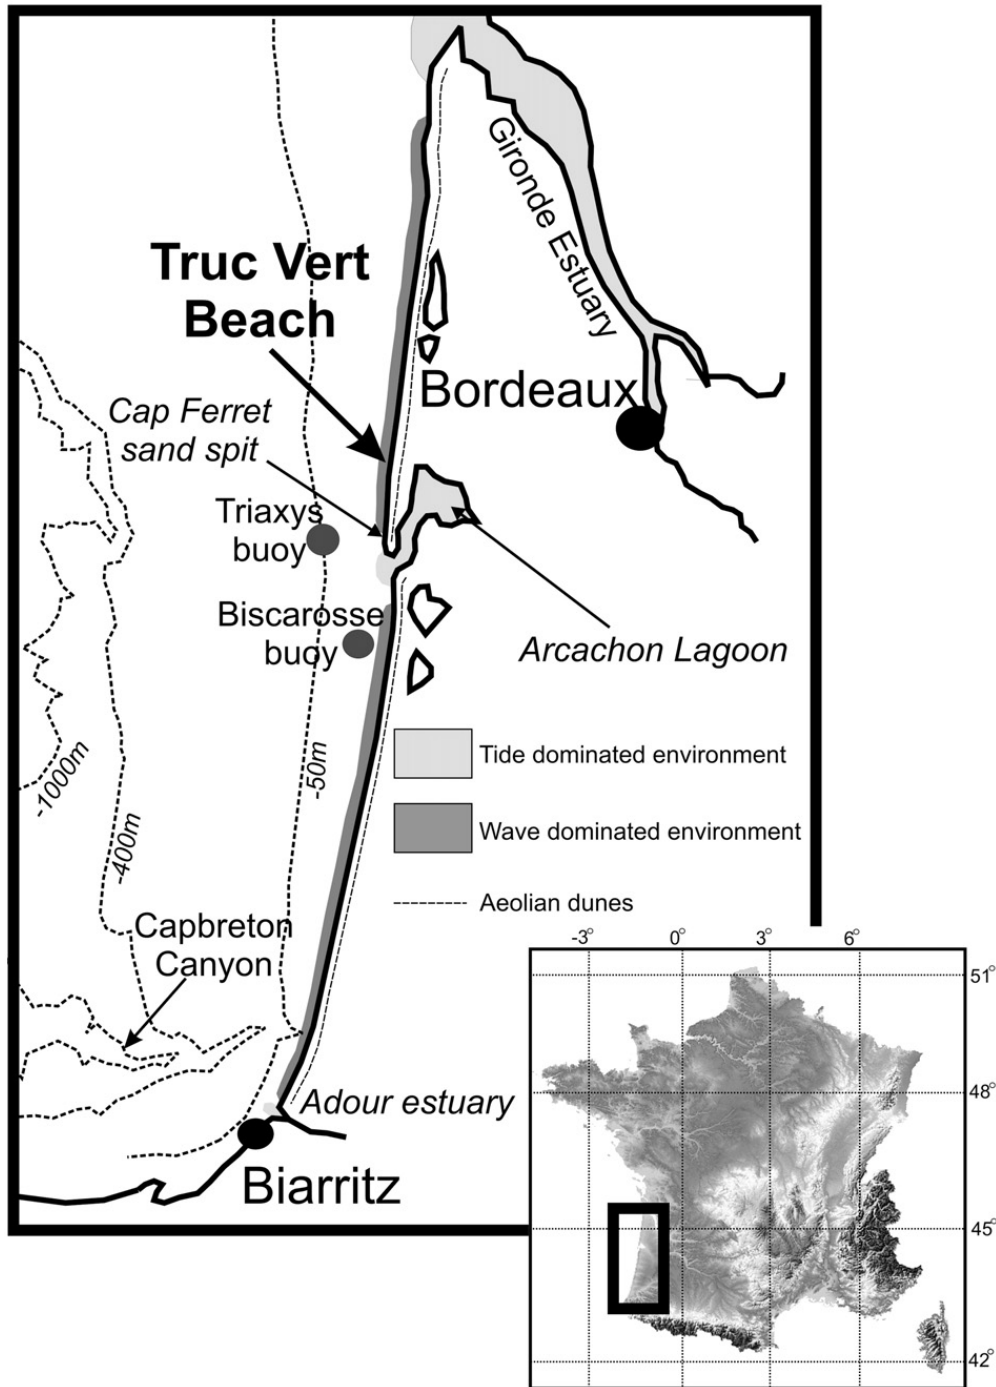 Gironde Estuary
Truc Vert
Beach
Bordeaux
Cap Ferret
sand spit
Triaxys
buoy
Biscarosse
buoy
Arcachon Lagoon
-1000m
-400m
-50m
Tide dominated environment
Wave dominated environment
Aeolian dunes
Capbreton
Canyon
Adour estuary
Biarritz
-3° 0° 3° 6°
51°
48°
45°
42°